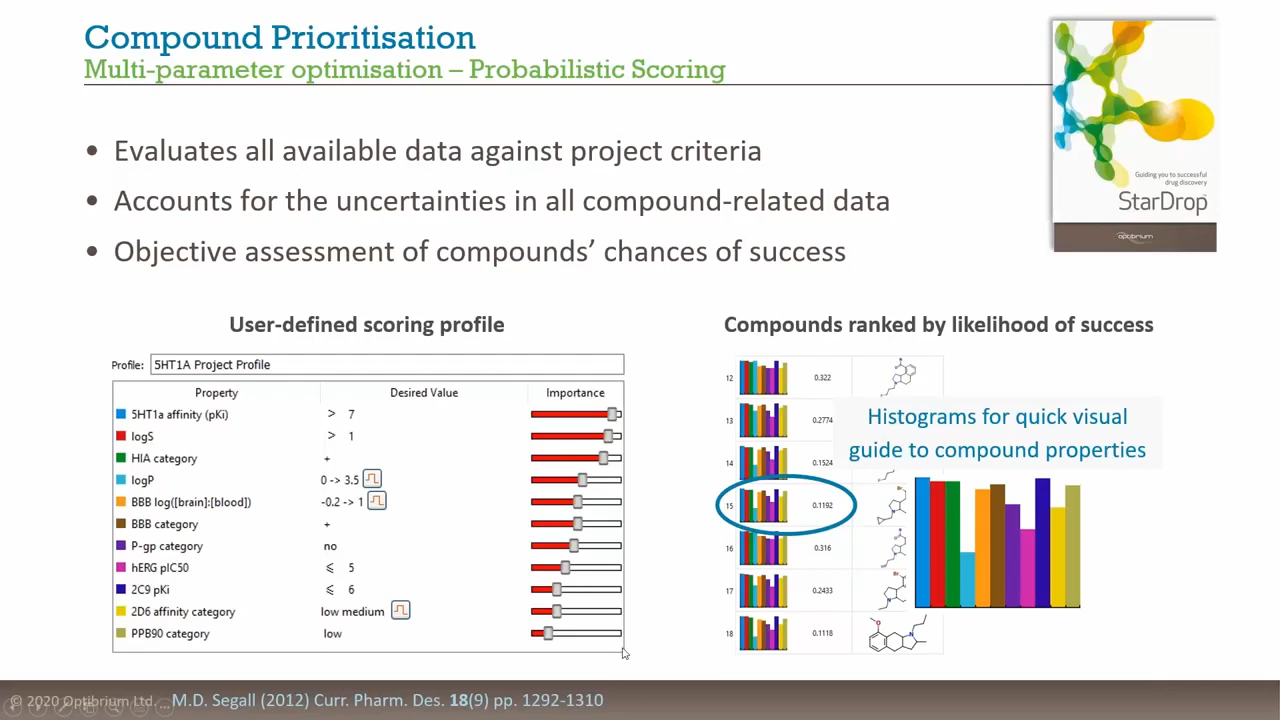 Compound Prioritisation
Multi-parameter optimisation – Probabilistic Scoring
Guiding you to successful
drug discovery
StarDrop
optibrium
• Evaluates all available data against project criteria
• Accounts for the uncertainties in all compound-related data
• Objective assessment of compounds’ chances of success
User-defined scoring profile
Profile: 5HT1A Project Profile
Property Desired Value Importance
5HT1a affinity (pKi) > 7
logS > 1
HIA category +
logP 0 -> 3.5
BBB log([brain]:[blood]) -0.2 -> 1
BBB category +
P-gp category no
hERG pIC50 ≤ 5
2C9 pKi ≤ 6
2D6 affinity category low medium
PPB90 category low
Compounds ranked by likelihood of success
12 0.322
13 0.2774
14 0.1524
15 0.1192
16 0.316
17 0.2433
18 0.1118
Histograms for quick visual
guide to compound properties
© 2020 Optibrium Ltd. M.D. Segall (2012) Curr. Pharm. Des. 18(9) pp. 1292-1310